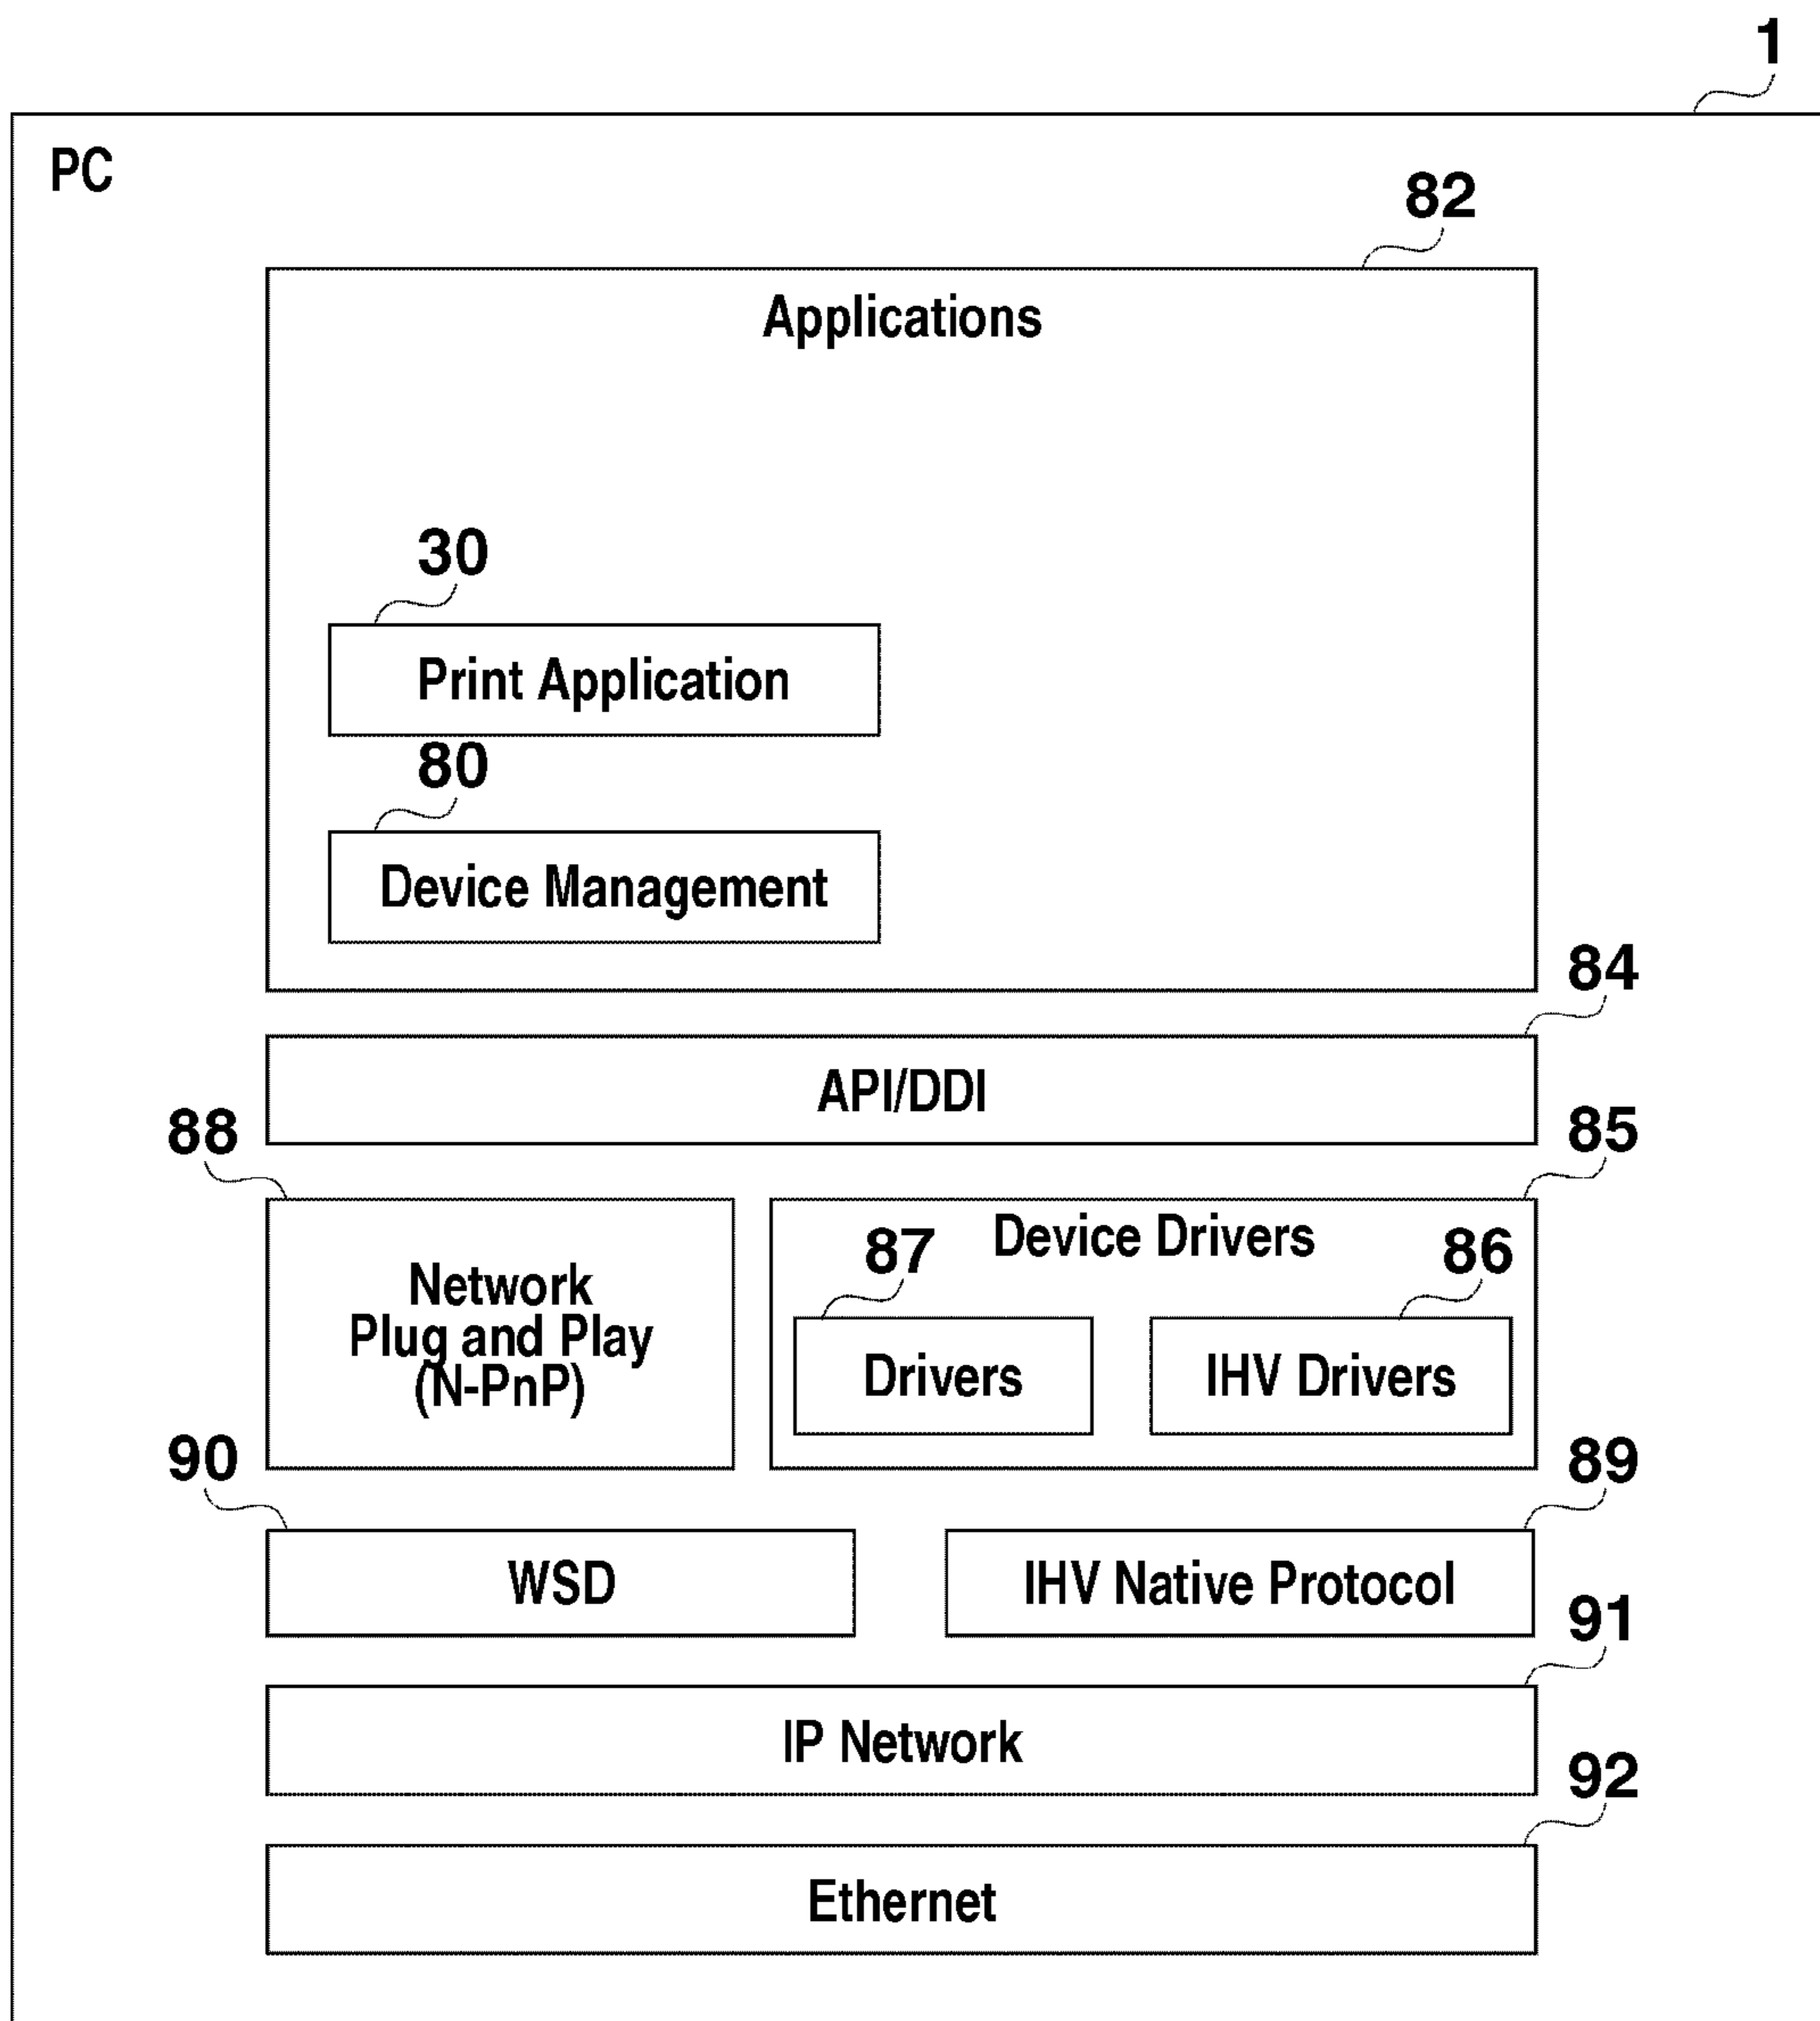 1
PC
82
Applications
30
Print Application
80
Device Management
84
API/DDI
88
85
Network
Plug and Play
(N-PnP)
Device Drivers
87
86
Drivers
IHV Drivers
90
89
WSD
IHV Native Protocol
91
IP Network
92
Ethernet